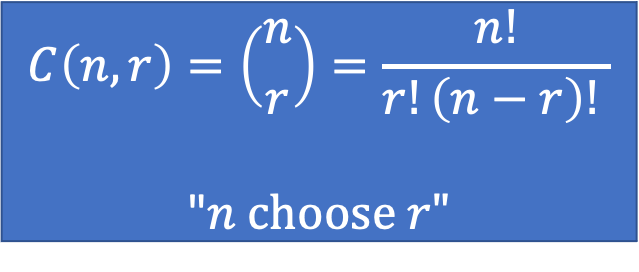 C(n, r) = (n r) = n! / r! (n − r)!
"n choose r"